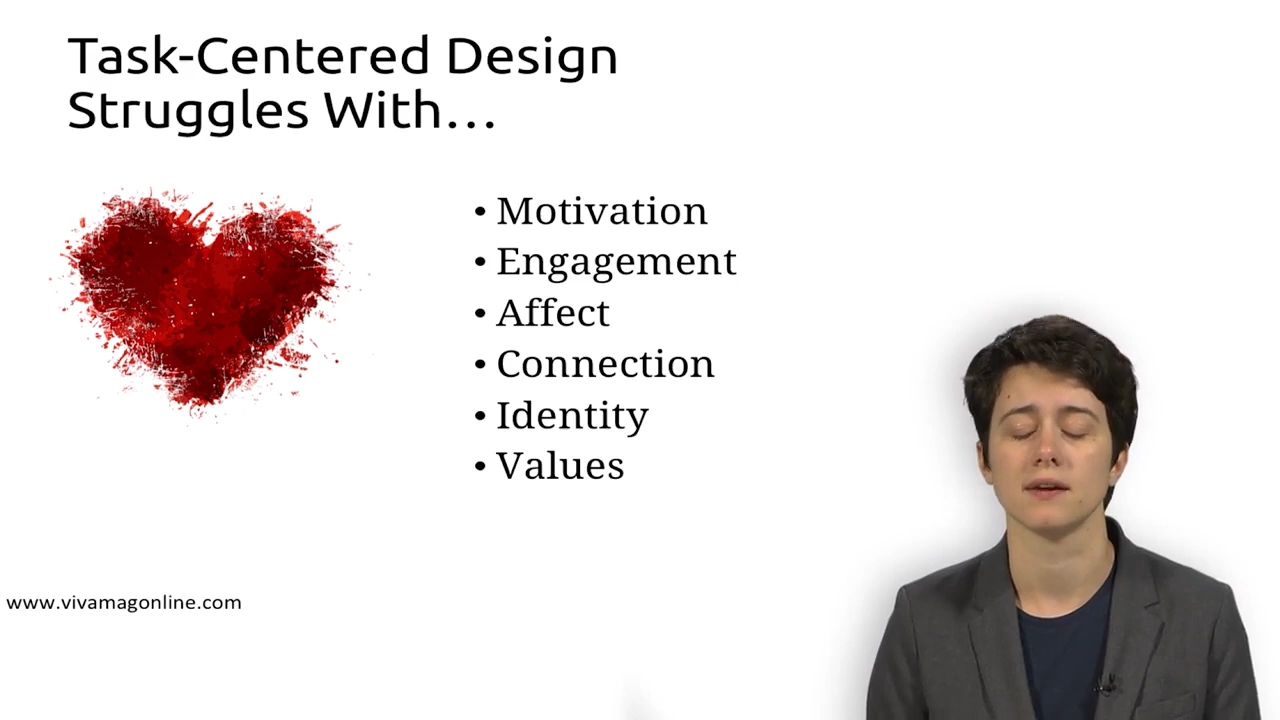 Task-Centered Design
Struggles With…
• Motivation
• Engagement
• Affect
• Connection
• Identity
• Values
www.vivamagonline.com